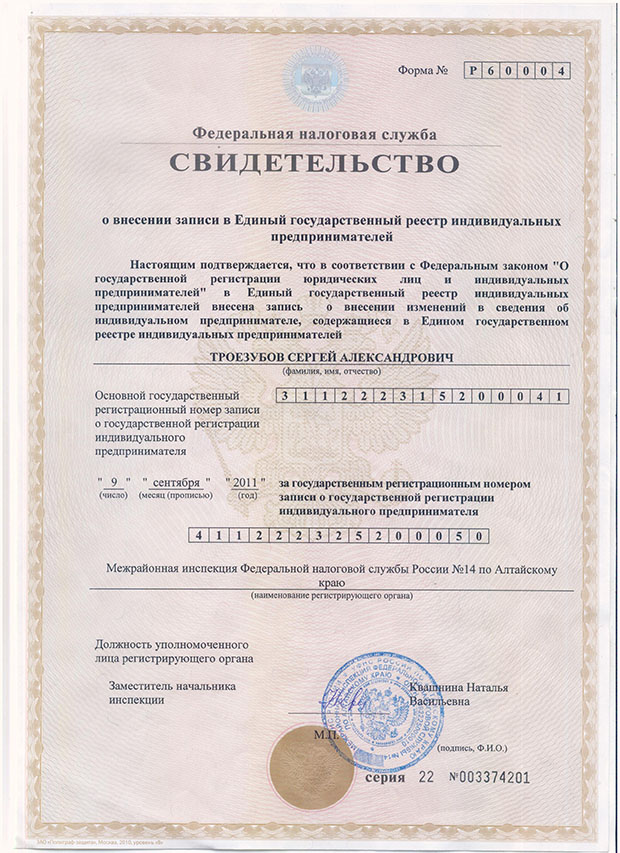 Форма № Р 6 0 0 0 4
Федеральная налоговая служба
СВИДЕТЕЛЬСТВО
о внесении записи в Единый государственный реестр индивидуальных
предпринимателей
Настоящим подтверждается, что в соответствии с Федеральным законом "О
государственной регистрации юридических лиц и индивидуальных
предпринимателей" в Единый государственный реестр индивидуальных
предпринимателей внесена запись о внесении изменений в сведения об
индивидуальном предпринимателе, содержащиеся в Едином государственном
реестре индивидуальных предпринимателей
ТРОЕЗУБОВ СЕРГЕЙ АЛЕКСАНДРОВИЧ
(фамилия, имя, отчество)
Основной государственный
регистрационный номер записи
о государственной регистрации
индивидуального
предпринимателя
3 1 1 2 2 2 3 1 5 2 0 0 0 4 1
" 9 " " сентября " "2011 "
(число) (месяц (прописью) (год)
за государственным регистрационным номером
записи о государственной регистрации
индивидуального предпринимателя
4 1 1 2 2 2 3 2 5 2 0 0 0 5 0
Межрайонная инспекция Федеральной налоговой службы России №14 по Алтайскому
краю
(наименование регистрирующего органа)
Должность уполномоченного
лица регистрирующего органа
Заместитель начальника
инспекции
Квашнина Наталья
Васильевна
М.П.
(подпись, Ф.И.О.)
серия 22 №003374201
ЗАО «Полиграф-защита», Москва, 2010, уровень «В»